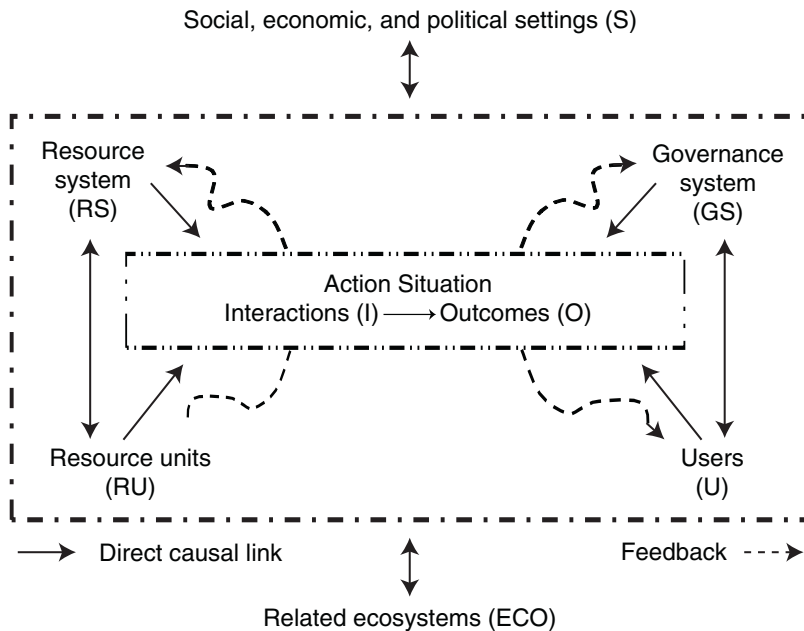 Social, economic, and political settings (S)
Resource
system
(RS)
Governance
system
(GS)
Action Situation
Interactions (I) Outcomes (O)
Resource units
(RU)
Users
(U)
Direct causal link
Feedback
Related ecosystems (ECO)